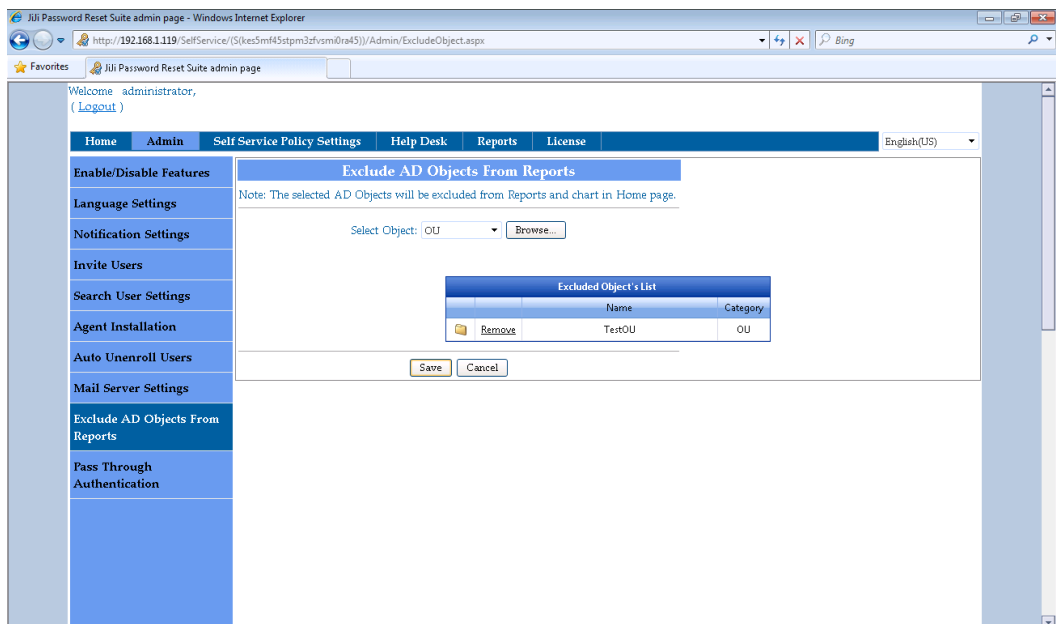 JiJi Password Reset Suite admin page - Windows Internet Explorer
http://192.168.1.119/SelfService/(S(kes5mf45stpm3zfvsmi0ra45))/Admin/ExcludeObject.aspx
Bing
Favorites
JiJi Password Reset Suite admin page
Welcome administrator,
( Logout )
Home Admin Self Service Policy Settings Help Desk Reports License
English(US)
Enable/Disable Features
Language Settings
Notification Settings
Invite Users
Search User Settings
Agent Installation
Auto Unenroll Users
Mail Server Settings
Exclude AD Objects From
Reports
Pass Through
Authentication
Exclude AD Objects From Reports
Note: The selected AD Objects will be excluded from Reports and chart in Home page.
Select Object: OU Browse...
Excluded Object's List
Name Category
Remove TestOU OU
Save Cancel